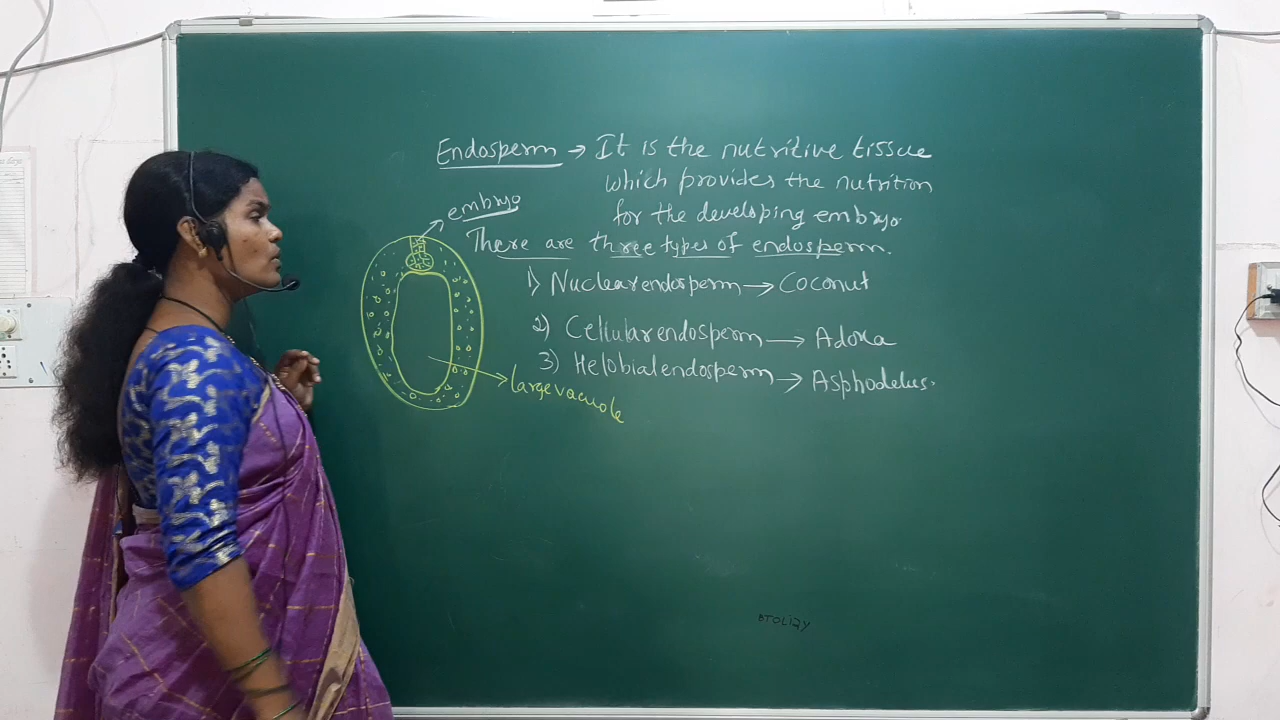 Endosperm → It is the nutritive tissue
which provides the nutrition
for the developing embryo.
embryo
There are three types of endosperm.
1) Nuclear endosperm → Coconut
2) Cellular endosperm → Adoxa
3) Helobial endosperm → Asphodelus.
large vacuole